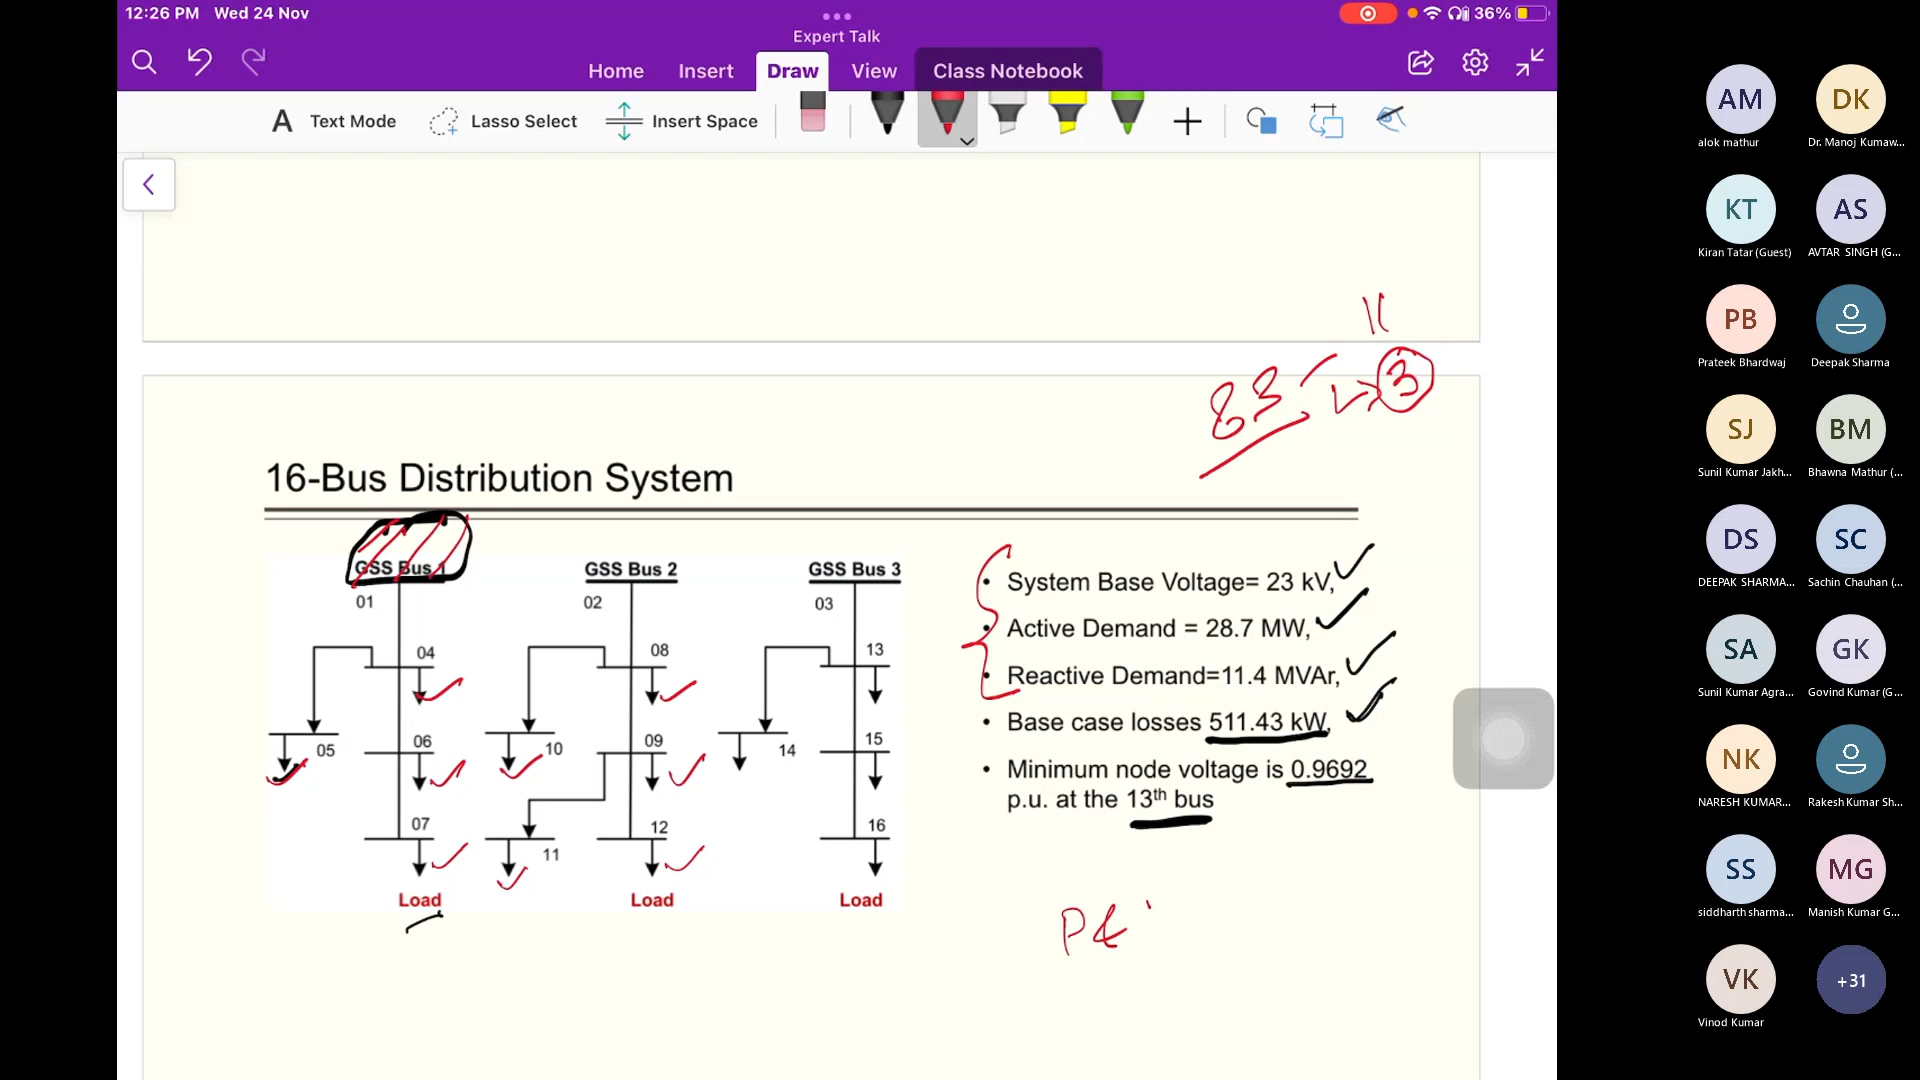 12:26 PM Wed 24 Nov
36%
Expert Talk
Home Insert Draw View Class Notebook
A Text Mode Lasso Select Insert Space
83 3
16-Bus Distribution System
GSS Bus 1
01
04
05
06
07
Load
GSS Bus 2
02
08
10
09
11
12
Load
GSS Bus 3
03
13
14
15
16
Load
• System Base Voltage= 23 kV,
• Active Demand = 28.7 MW,
• Reactive Demand=11.4 MVAr,
• Base case losses 511.43 kW,
• Minimum node voltage is 0.9692
p.u. at the 13th bus
P&
AM DK
alok mathur Dr. Manoj Kumaw...
KT AS
Kiran Tatar (Guest) AVTAR SINGH (G...
PB
Prateek Bhardwaj Deepak Sharma
SJ BM
Sunil Kumar Jakh... Bhawna Mathur (...
DS SC
DEEPAK SHARMA... Sachin Chauhan (...
SA GK
Sunil Kumar Agra... Govind Kumar (G...
NK
NARESH KUMAR... Rakesh Kumar Sh...
SS MG
siddharth sharma... Manish Kumar G...
VK +31
Vinod Kumar